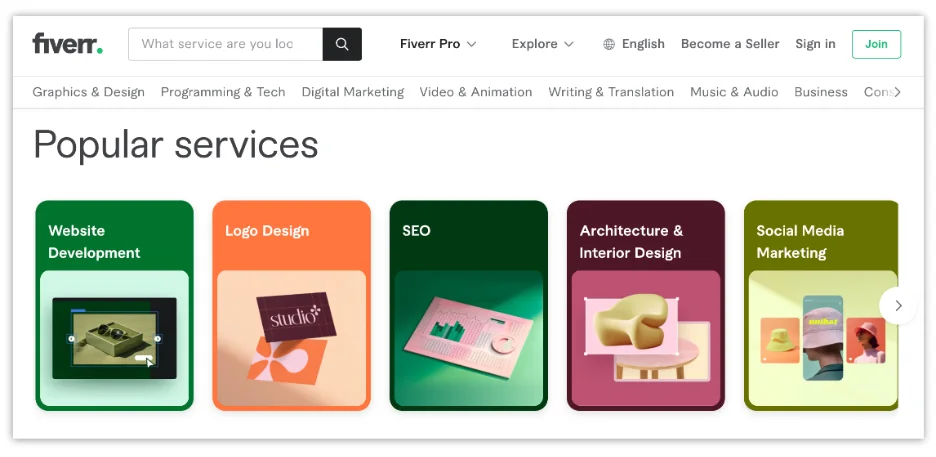 fiverr.
What service are you loc
Fiverr Pro
Explore
English
Become a Seller
Sign in
Join
Graphics & Design
Programming & Tech
Digital Marketing
Video & Animation
Writing & Translation
Music & Audio
Business
Cons
Popular services
Website
Development
Logo Design
SEO
Architecture &
Interior Design
Social Media
Marketing
studio